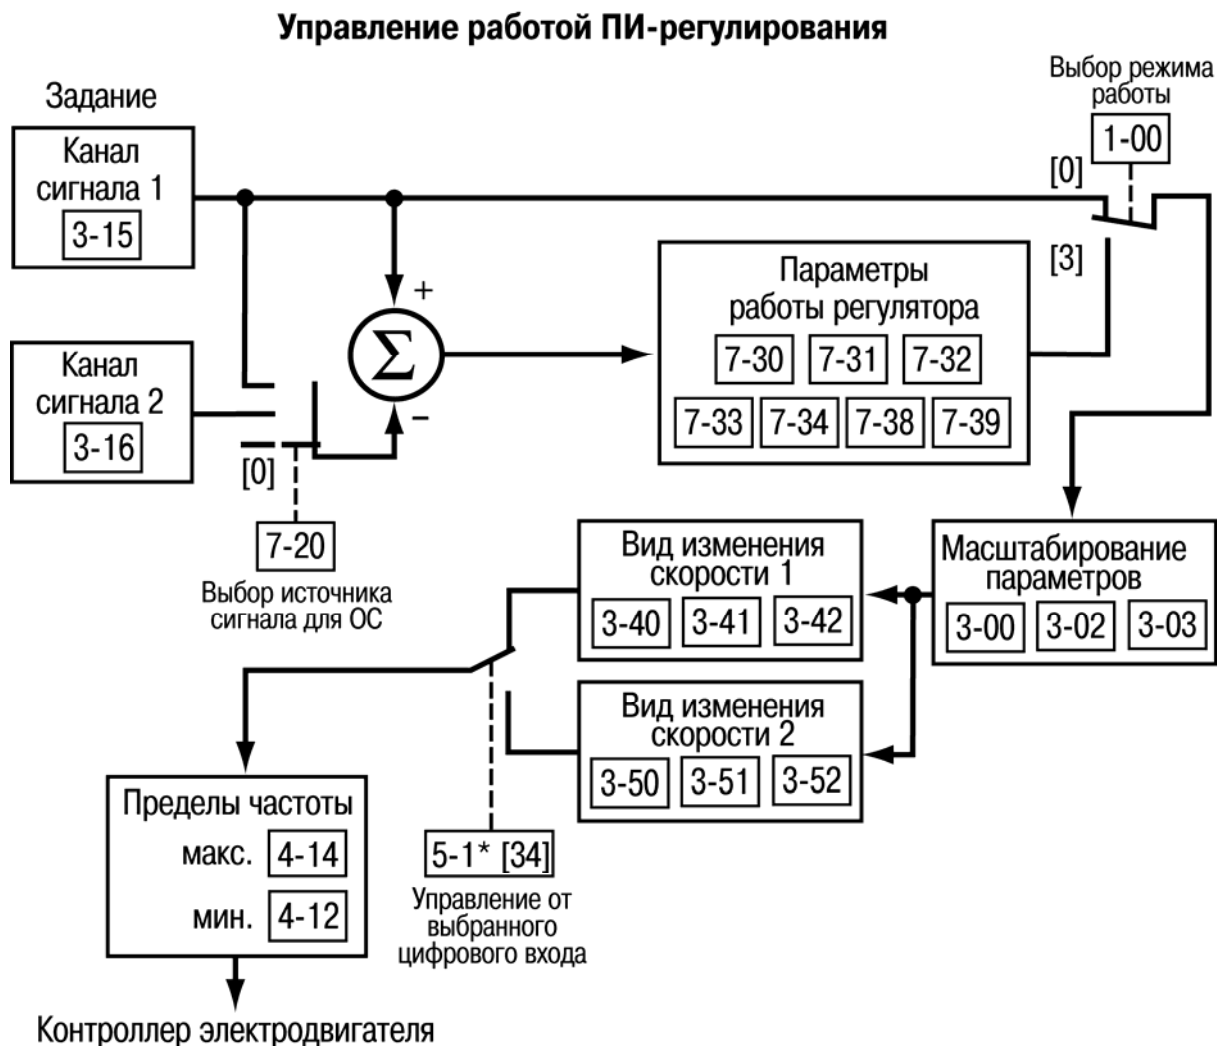 Управление работой ПИ-регулирования
Задание
Канал
сигнала 1
3-15
Выбор режима
работы
1-00
[0]
[3]
+
Σ
−
Параметры
работы регулятора
7-30 7-31 7-32
7-33 7-34 7-38 7-39
Канал
сигнала 2
3-16
[0]
7-20
Выбор источника
сигнала для ОС
Вид изменения
скорости 1
3-40 3-41 3-42
Масштабирование
параметров
3-00 3-02 3-03
Вид изменения
скорости 2
3-50 3-51 3-52
Пределы частоты
макс. 4-14
мин. 4-12
5-1* [34]
Управление от
выбранного
цифрового входа
Контроллер электродвигателя